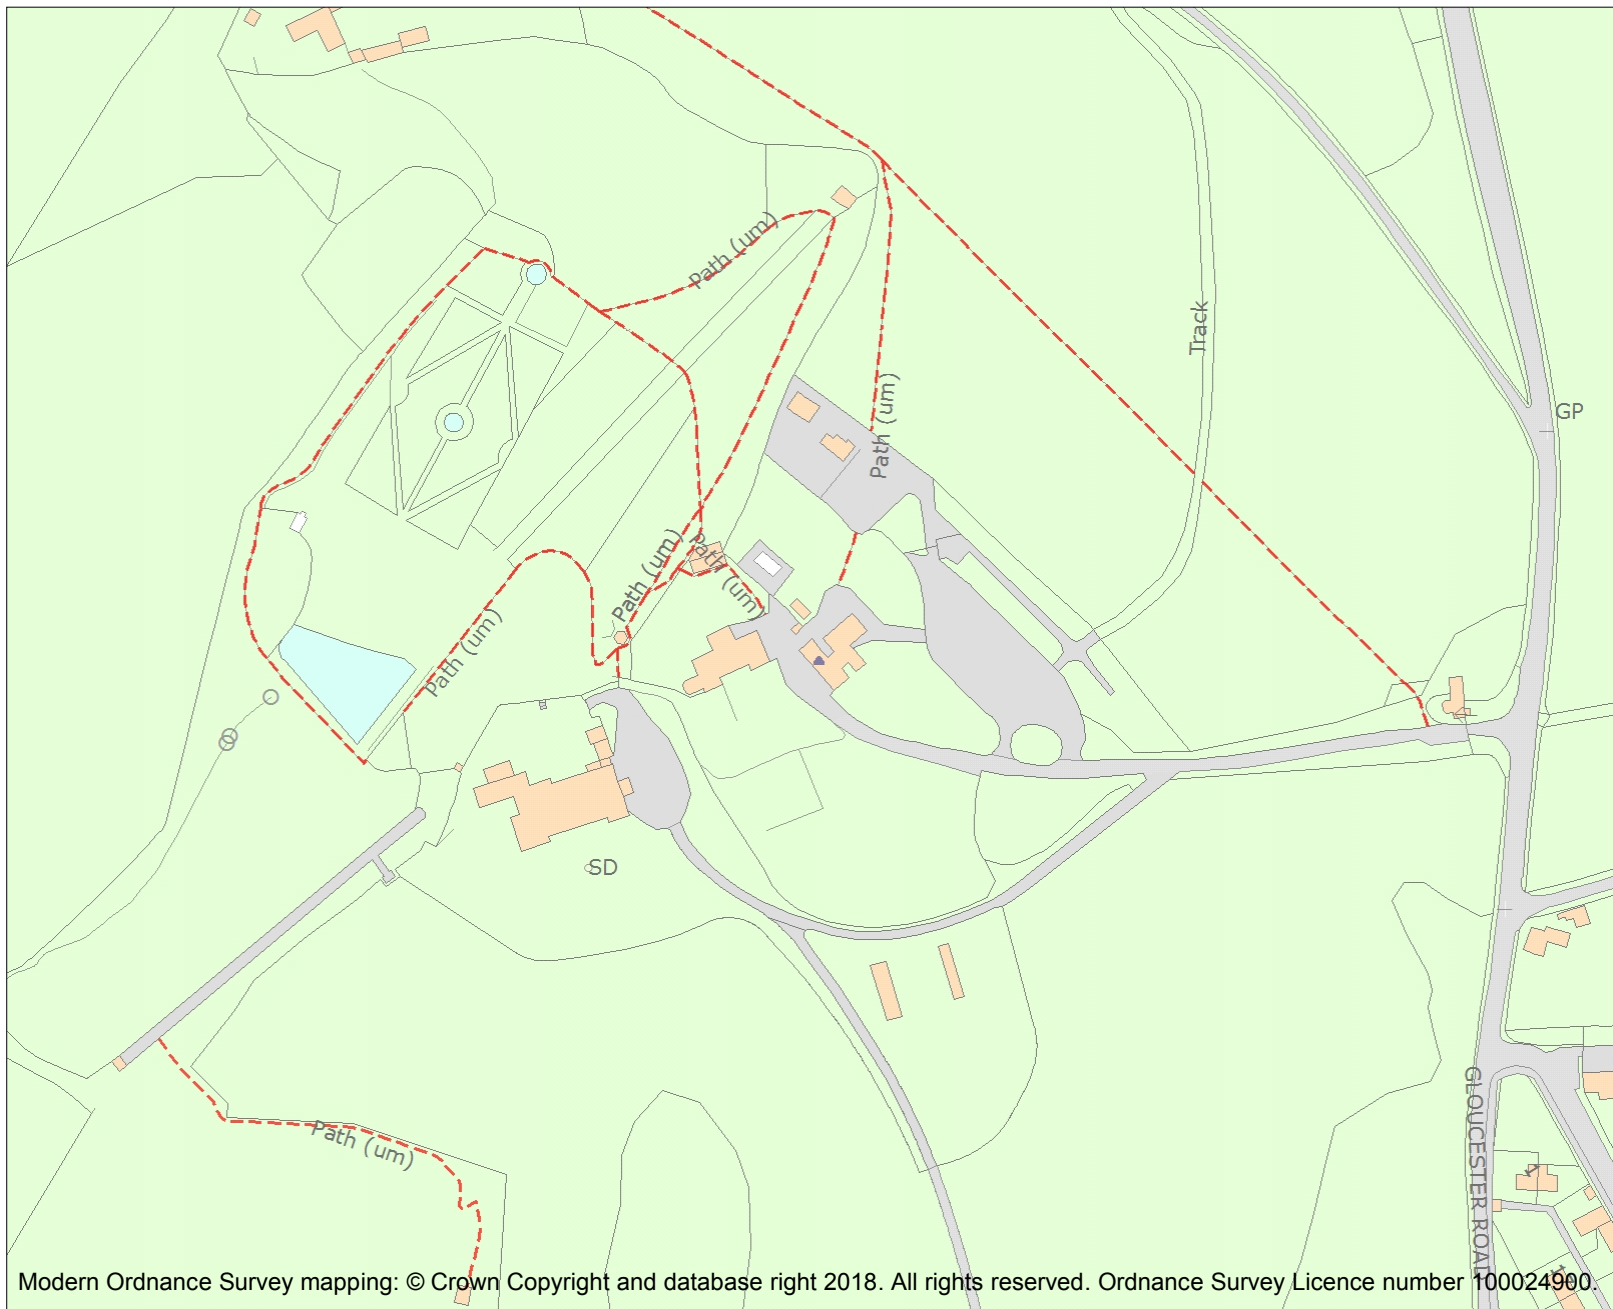 Path (um)
Track
Path (um)
GP
Path (um)
Path (um)
Path (um)
SD
GLOUCESTER ROAD
Path (um)
1
Modern Ordnance Survey mapping: © Crown Copyright and database right 2018. All rights reserved. Ordnance Survey Licence number 100024900.